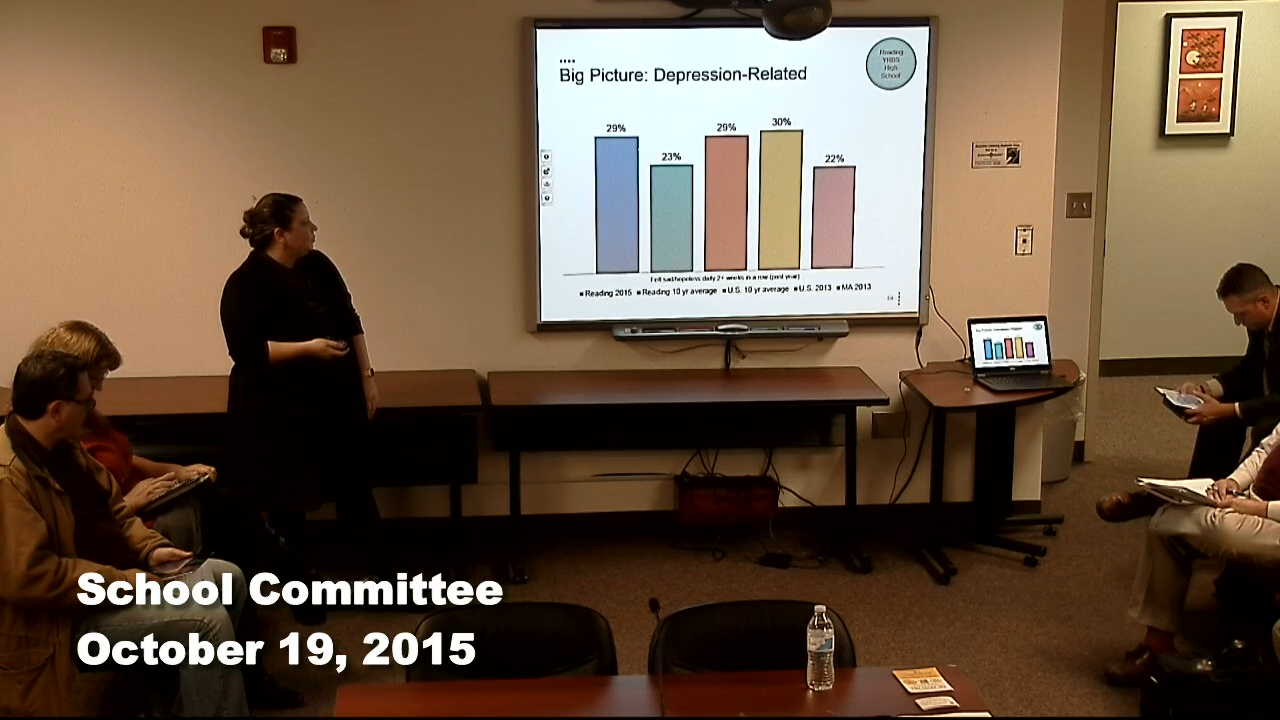 Big Picture: Depression-Related
Reading
YRBS
High
School
29%
23%
29%
30%
22%
Felt sad/hopeless daily 2+ weeks in a row (past year)
Reading 2015 Reading 10 yr average U.S. 10 yr average U.S. 2013 MA 2013
School Committee
October 19, 2015